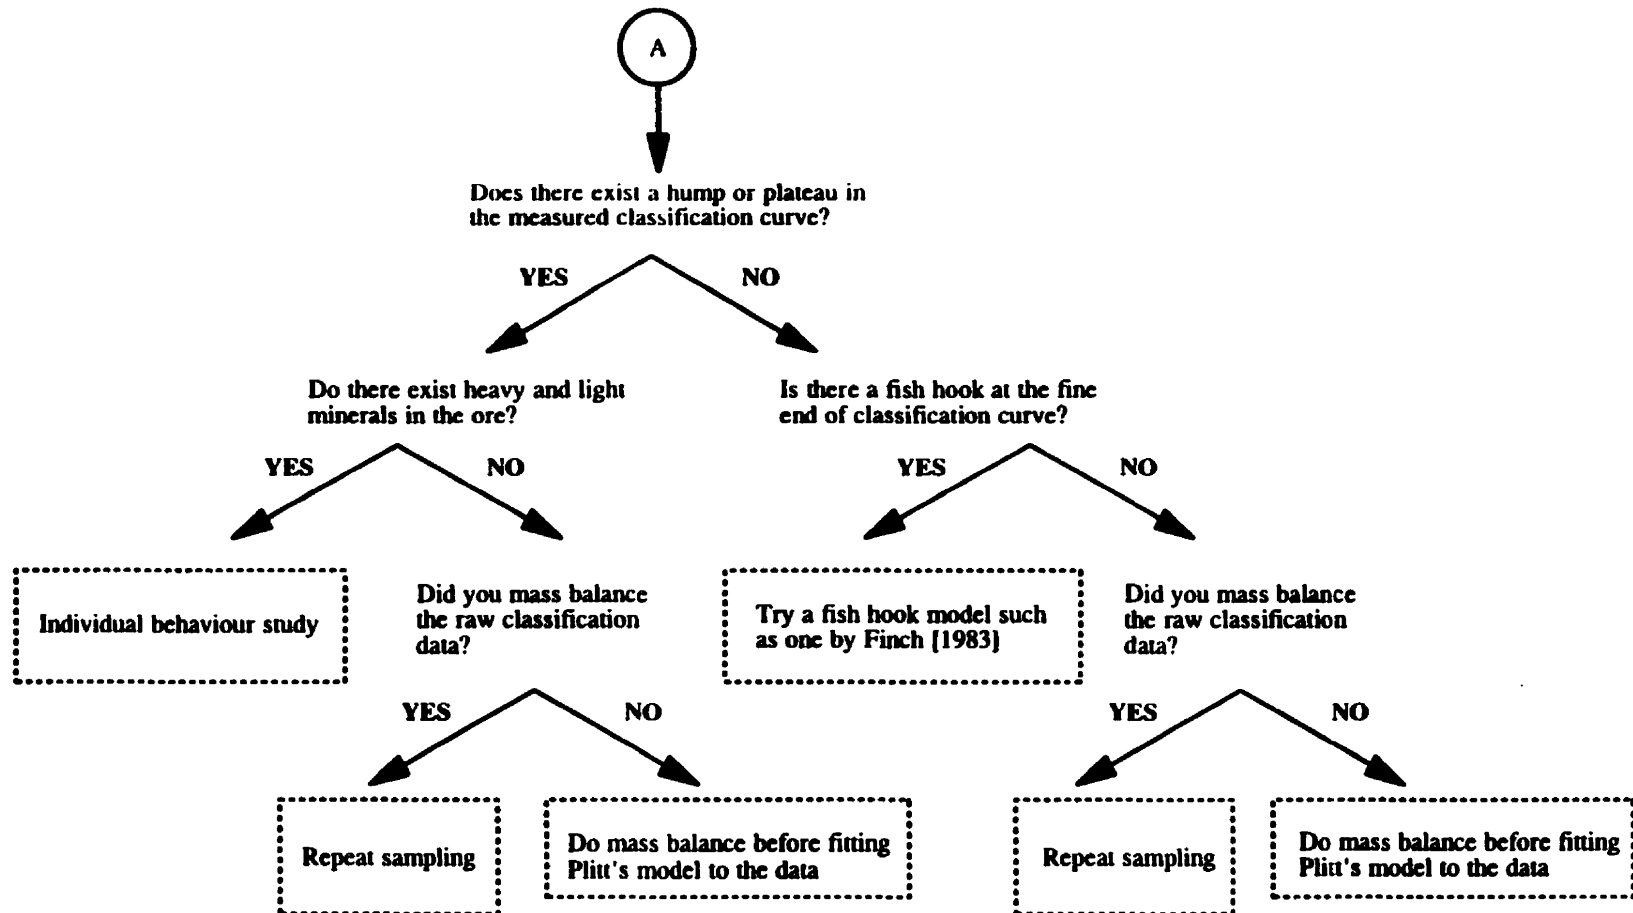 A
Does there exist a hump or plateau in
the measured classification curve?
YES
NO
Do there exist heavy and light
minerals in the ore?
Is there a fish hook at the fine
end of classification curve?
YES
NO
YES
NO
Individual behaviour study
Did you mass balance
the raw classification
data?
Try a fish hook model such
as one by Finch [1983]
Did you mass balance
the raw classification
data?
YES
NO
YES
NO
Repeat sampling
Do mass balance before fitting
Plitt's model to the data
Repeat sampling
Do mass balance before fitting
Plitt's model to the data